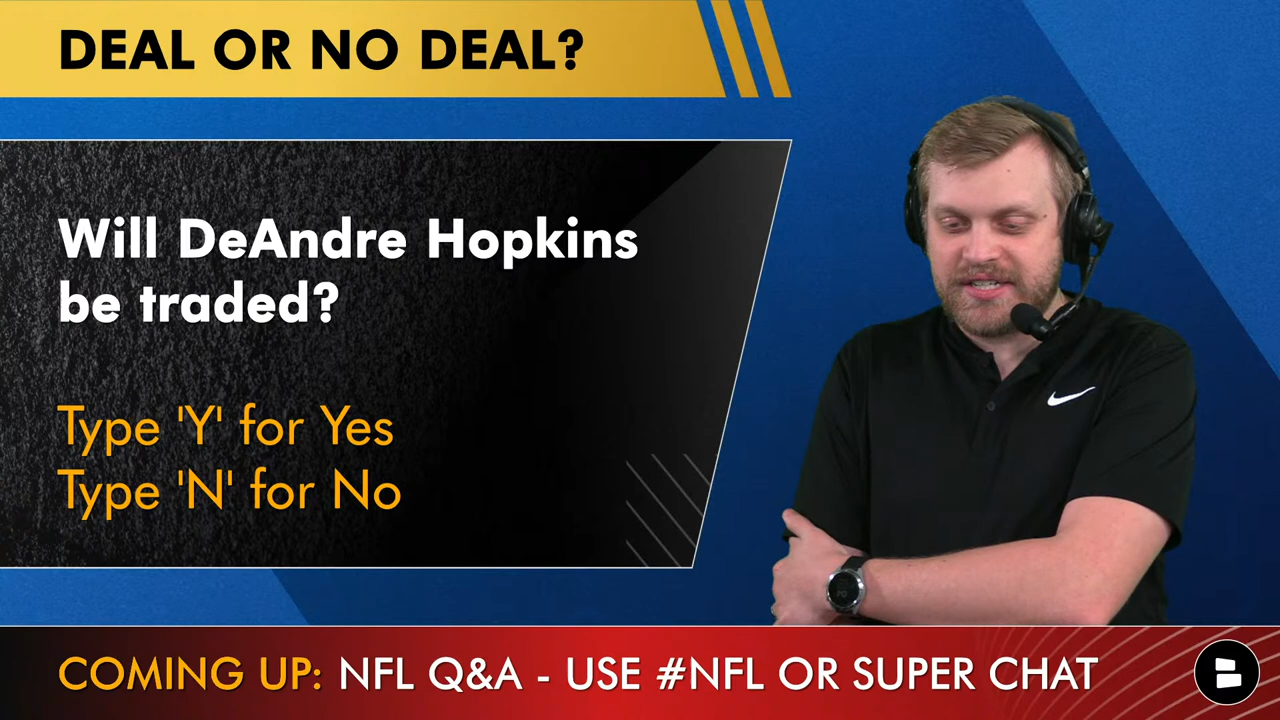 DEAL OR NO DEAL?
Will DeAndre Hopkins
be traded?
Type 'Y' for Yes
Type 'N' for No
COMING UP: NFL Q&A - USE #NFL OR SUPER CHAT